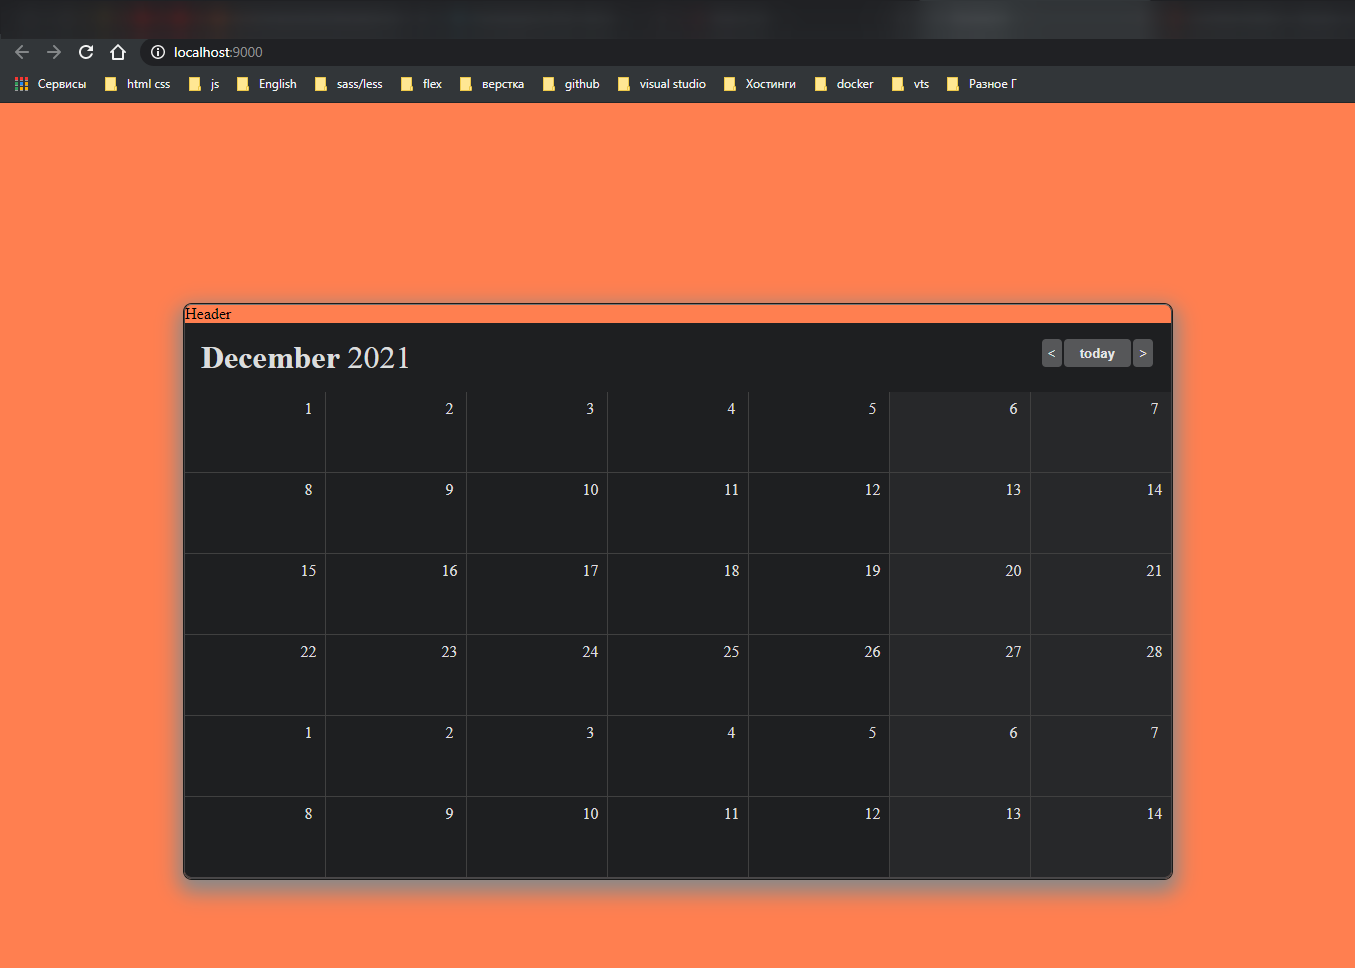 localhost:9000
Сервисы html css js English sass/less flex верстка github visual studio Хостинги docker vts Разное Г
Header
December 2021 < today >
1 2 3 4 5 6 7
8 9 10 11 12 13 14
15 16 17 18 19 20 21
22 23 24 25 26 27 28
1 2 3 4 5 6 7
8 9 10 11 12 13 14